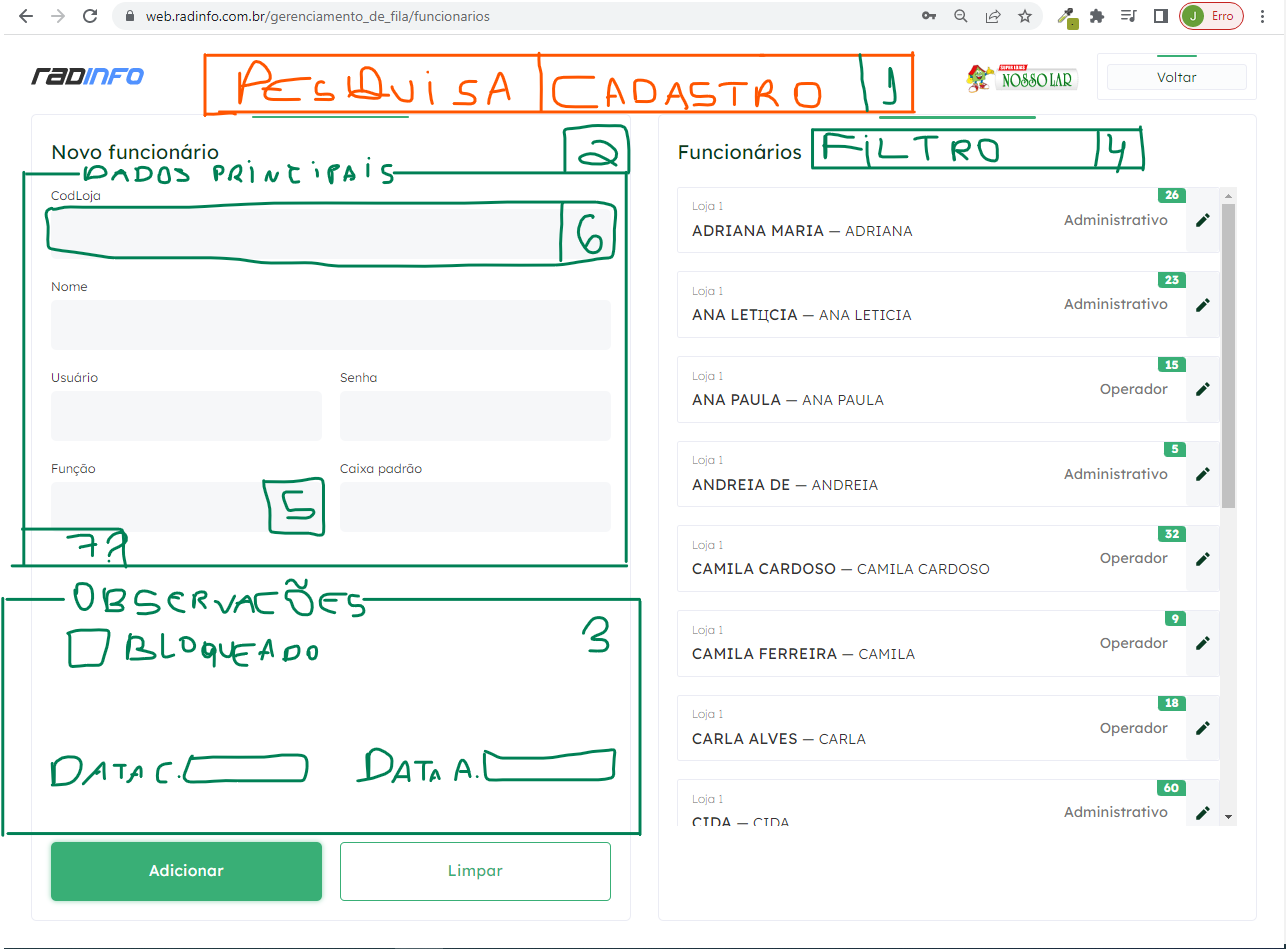 web.radinfo.com.br/gerenciamento_de_fila/funcionarios
J Erro
radINFO
PESQUISA CADASTRO 1
NOSSO LAR
Voltar
Novo funcionário
2
DADOS PRINCIPAIS
CodLoja
6
Nome
Usuário Senha
Função Caixa padrão
5
7?
OBSERVACÕES
BLOQUEADO
3
DATA C. DATA A.
Adicionar Limpar
Funcionários FILTRO 4
26
Loja 1
Administrativo
ADRIANA MARIA — ADRIANA
23
Loja 1
Administrativo
ANA LETЦCIA — ANA LETICIA
15
Loja 1
Operador
ANA PAULA — ANA PAULA
5
Loja 1
Administrativo
ANDREIA DE — ANDREIA
32
Loja 1
Operador
CAMILA CARDOSO — CAMILA CARDOSO
9
Loja 1
Operador
CAMILA FERREIRA — CAMILA
18
Loja 1
Operador
CARLA ALVES — CARLA
60
Loja 1
Administrativo
CIDA — CIDA